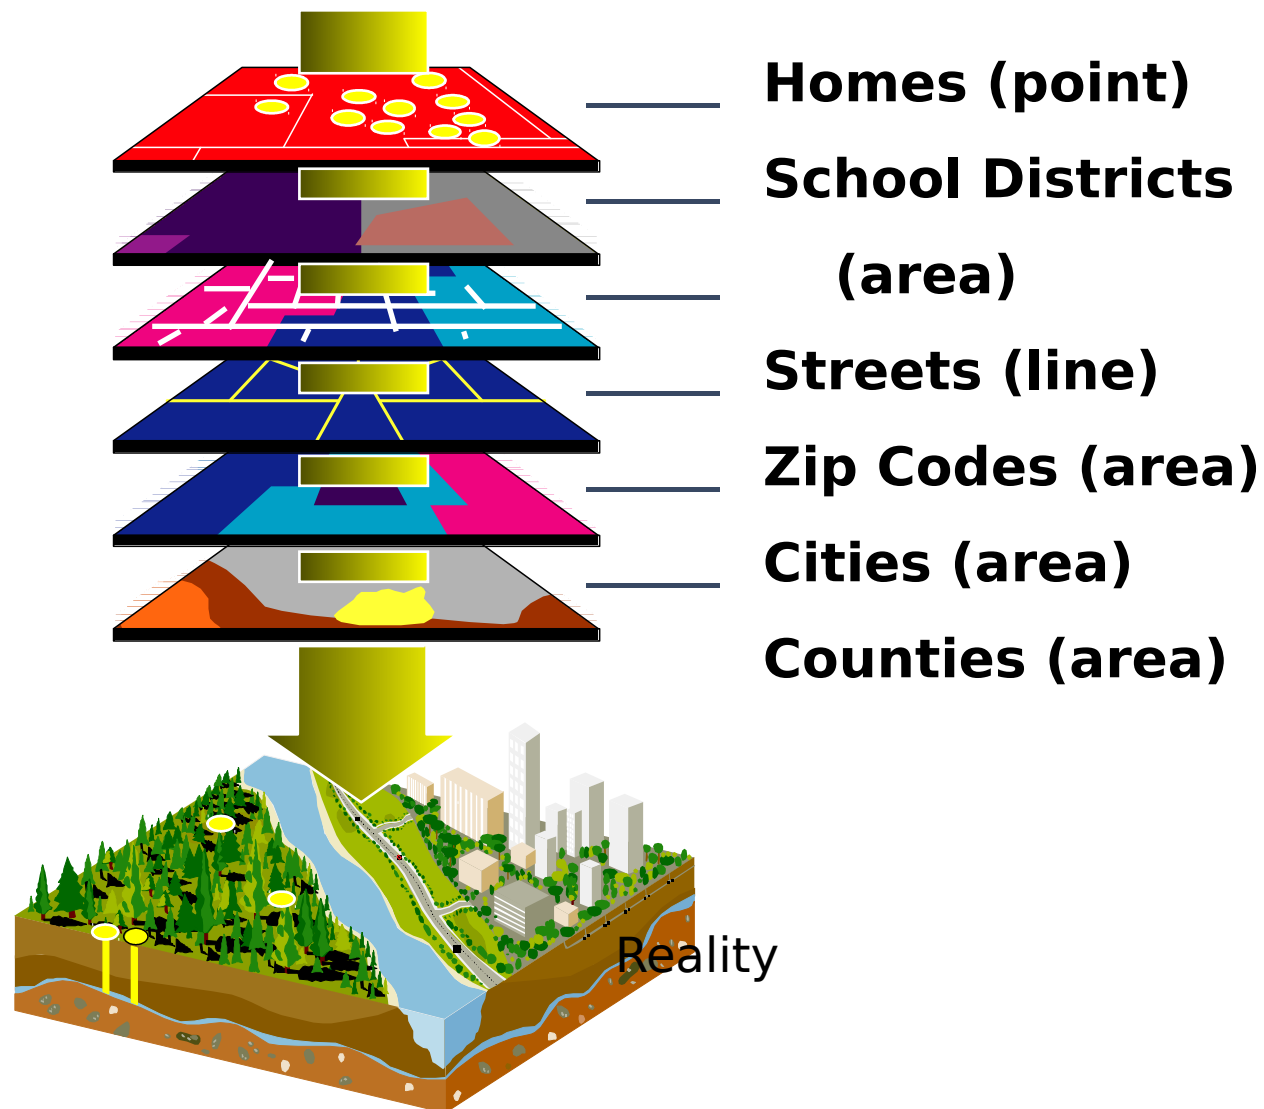 Homes (point)
School Districts
(area)
Streets (line)
Zip Codes (area)
Cities (area)
Counties (area)
Reality